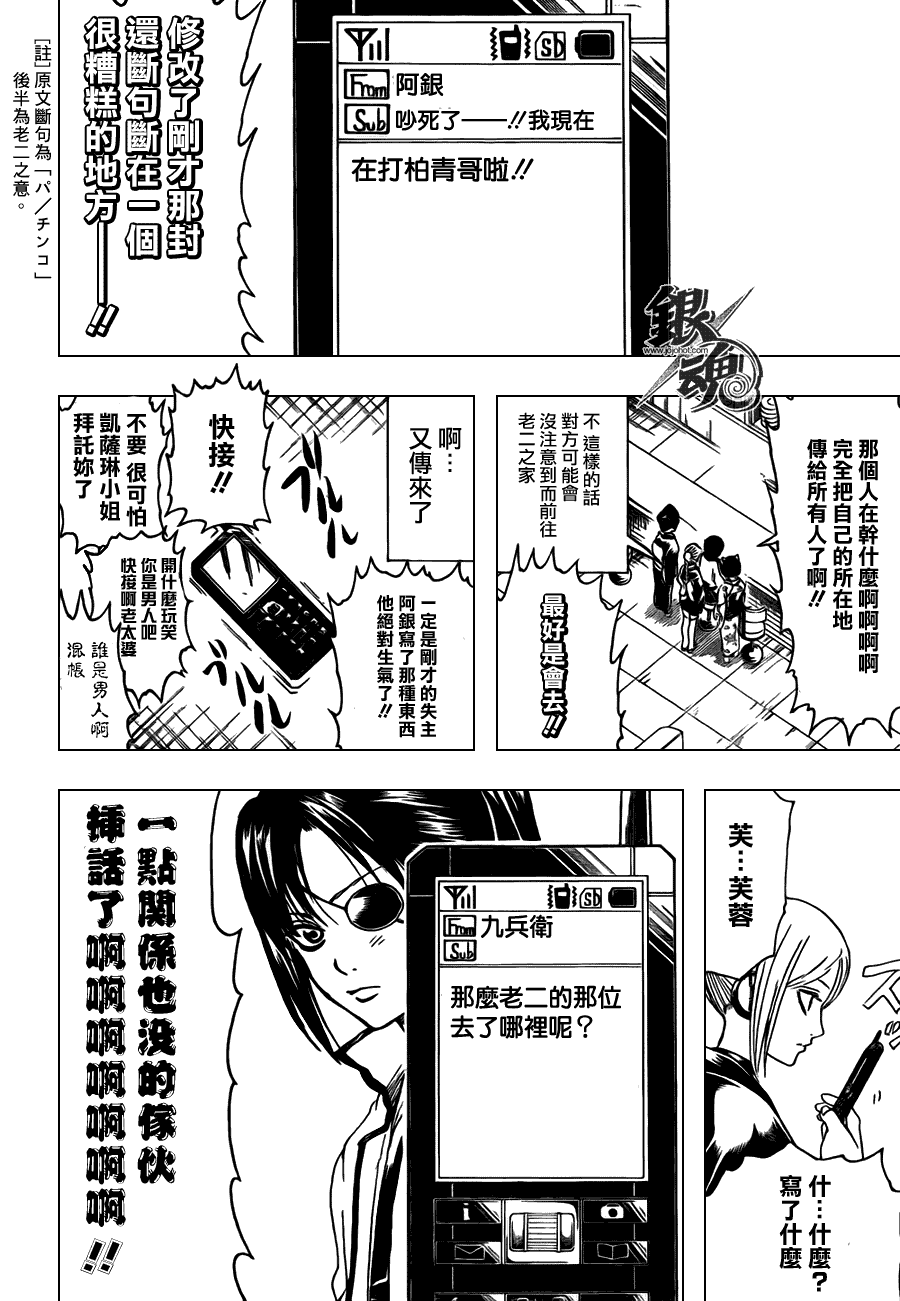 From 阿銀
Sub 吵死了——!!我現在
在打柏青哥啦!!
修改了剛才那封
還斷句斷在一個
很糟糕的地方——!!
[註]原文斷句為「パ／チンコ」
後半為老二之意。
銀魂
www.jojohot.com
那個人在幹什麼啊啊啊啊
完全把自己的所在地
傳給所有人了啊!!
不 這樣的話
對方可能會
沒注意到而前往
老二之家
最好是會去!!
啊…
又傳來了
一定是剛才的失主
阿銀寫了那種東西
他絕對生氣了!!
快接!!
不要 很可怕
凱薩琳小姐
拜託妳了
開什麼玩笑
你是男人吧
快接啊老太婆
誰是男人啊
混帳
芙…芙蓉
什…什麼?
寫了什麼
From 九兵衛
Sub
那麼老二的那位
去了哪裡呢?
一點關係也沒的傢伙
插話了啊啊啊啊啊啊啊!!